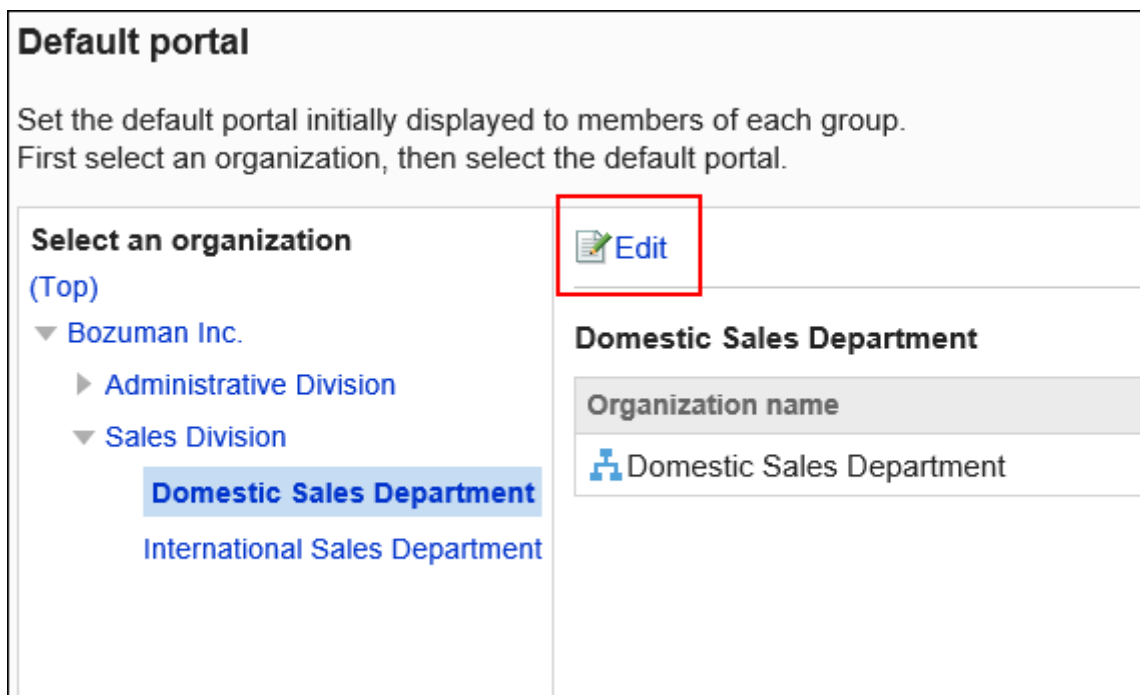 Default portal
Set the default portal initially displayed to members of each group.
First select an organization, then select the default portal.
Select an organization
(Top)
Bozuman Inc.
Administrative Division
Sales Division
Domestic Sales Department
International Sales Department
Edit
Domestic Sales Department
Organization name
Domestic Sales Department